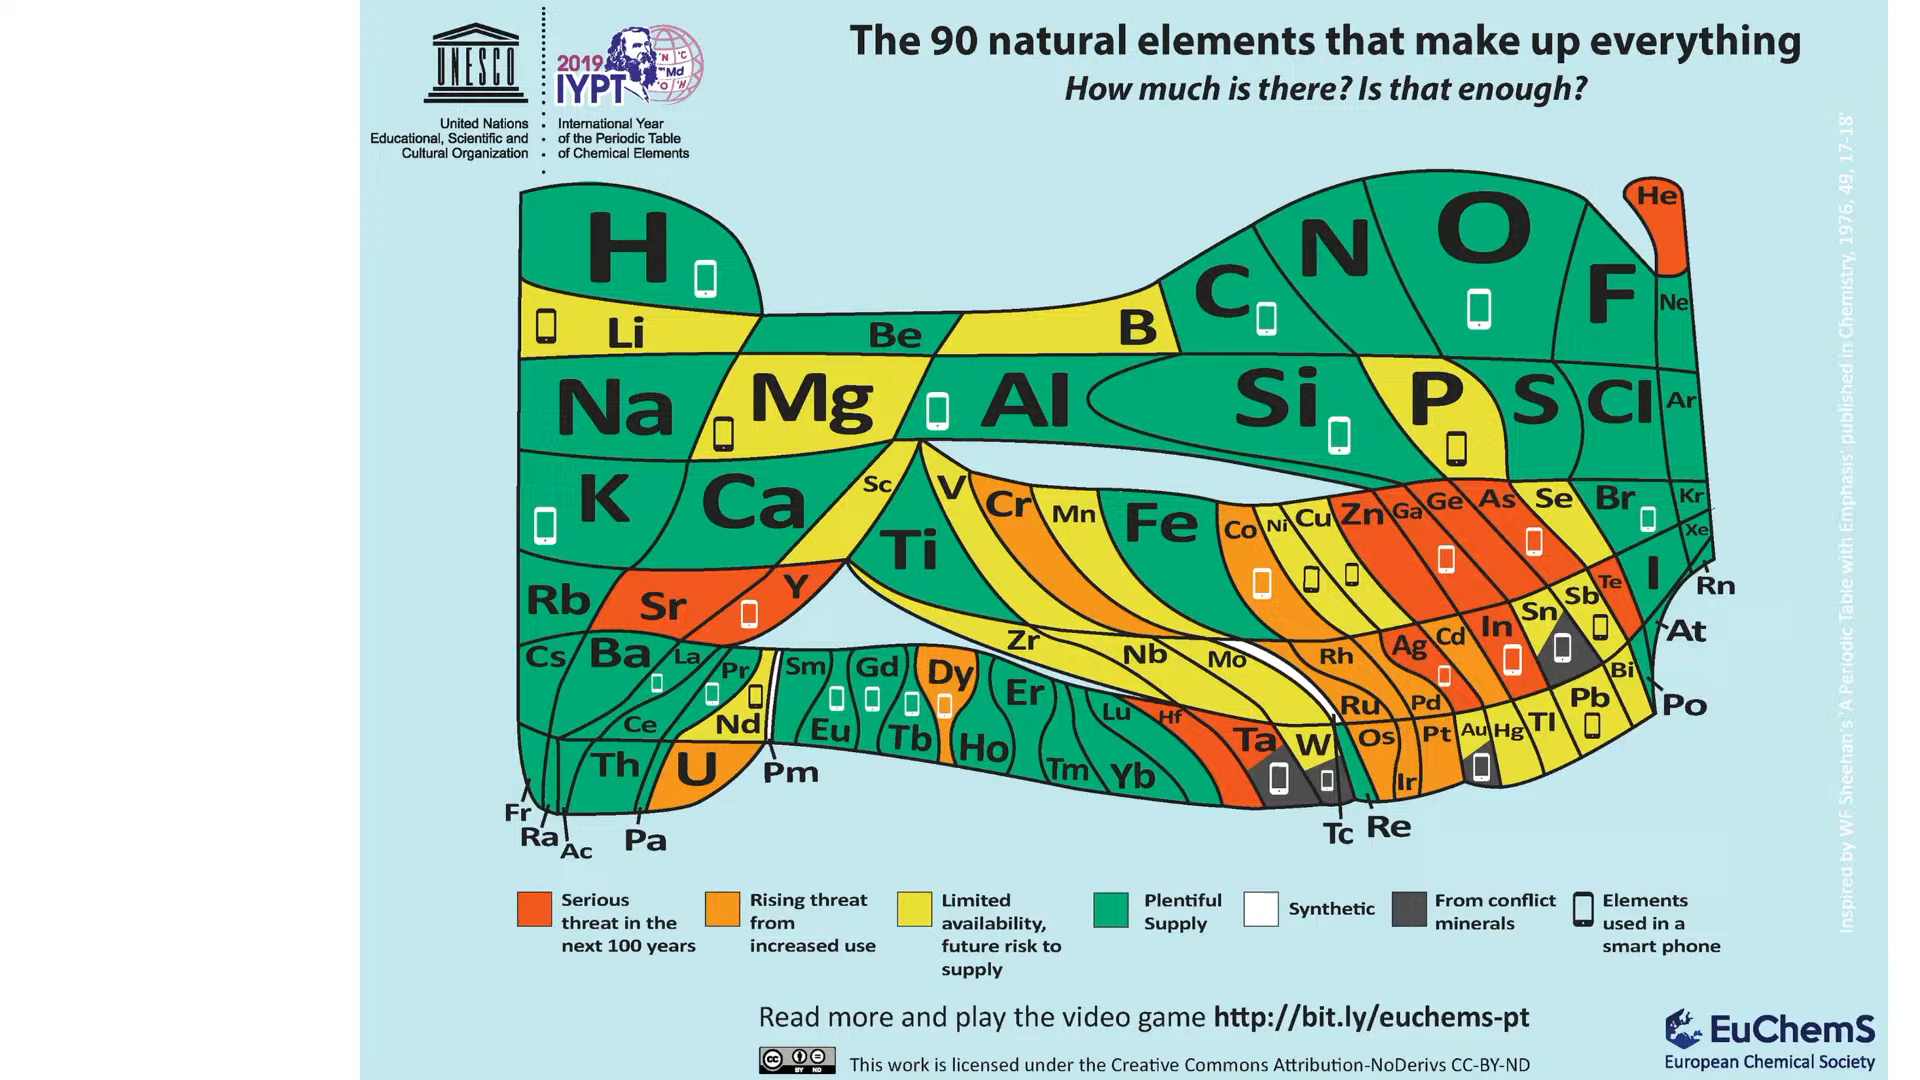 The 90 natural elements that make up everything
How much is there? Is that enough?
UNESCO
2019
IYPT
United Nations
Educational, Scientific and
Cultural Organization
International Year
of the Periodic Table
of Chemical Elements
H
He
Li
Be
B
C
N
O
F
Ne
Na
Mg
Al
Si
P
S
Cl
Ar
K
Ca
Sc
Ti
V
Cr
Mn
Fe
Co
Ni
Cu
Zn
Ga
Ge
As
Se
Br
Kr
Rb
Sr
Y
Zr
Nb
Mo
Tc
Ru
Rh
Pd
Ag
Cd
In
Sn
Sb
Te
I
Xe
Cs
Ba
La
Ce
Pr
Nd
Pm
Sm
Eu
Gd
Tb
Dy
Ho
Er
Tm
Yb
Lu
Hf
Ta
W
Re
Os
Ir
Pt
Au
Hg
Tl
Pb
Bi
Po
At
Rn
Fr
Ra
Ac
Th
Pa
U
Serious
threat in the
next 100 years
Rising threat
from
increased use
Limited
availability,
future risk to
supply
Plentiful
Supply
Synthetic
From conflict
minerals
Elements
used in a
smart phone
Read more and play the video game http://bit.ly/euchems-pt
This work is licensed under the Creative Commons Attribution-NoDerivs CC-BY-ND
EuChemS
European Chemical Society
Inspired by WF Sheehan's 'A Periodic Table with Emphasis' published in Chemistry, 1976, 49, 17-18'